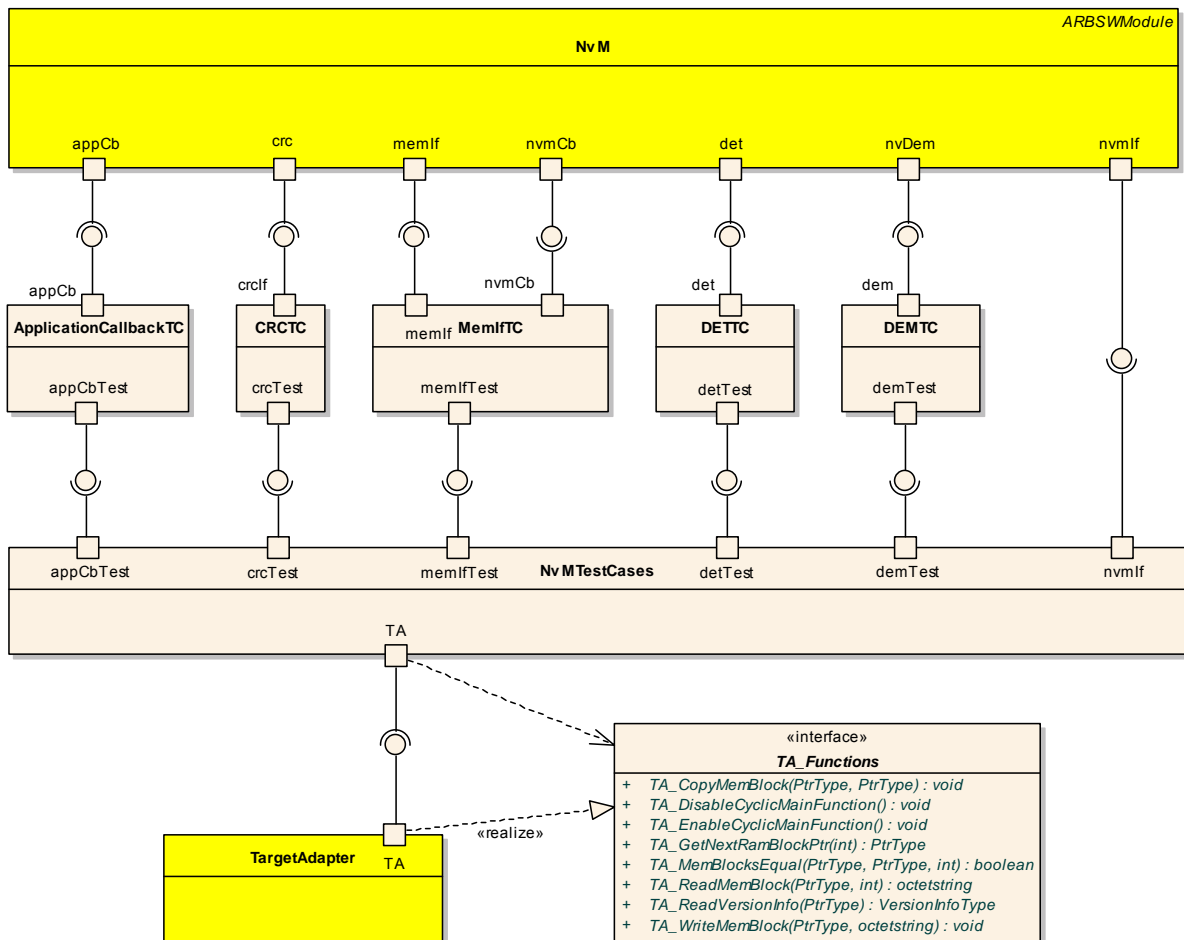 ARBSWModule
NvM
appCb crc memIf nvmCb det nvDem nvmIf
appCb crcIf nvmCb det dem
ApplicationCallbackTC CRCTC memIf MemIfTC DETTC DEMTC
appCbTest crcTest memIfTest detTest demTest
appCbTest crcTest memIfTest NvMTestCases detTest demTest nvmIf
TA
«interface»
TA_Functions
+ TA_CopyMemBlock(PtrType, PtrType) : void
+ TA_DisableCyclicMainFunction() : void
+ TA_EnableCyclicMainFunction() : void
+ TA_GetNextRamBlockPtr(int) : PtrType
+ TA_MemBlocksEqual(PtrType, PtrType, int) : boolean
+ TA_ReadMemBlock(PtrType, int) : octetstring
+ TA_ReadVersionInfo(PtrType) : VersionInfoType
+ TA_WriteMemBlock(PtrType, octetstring) : void
«realize»
TargetAdapter TA